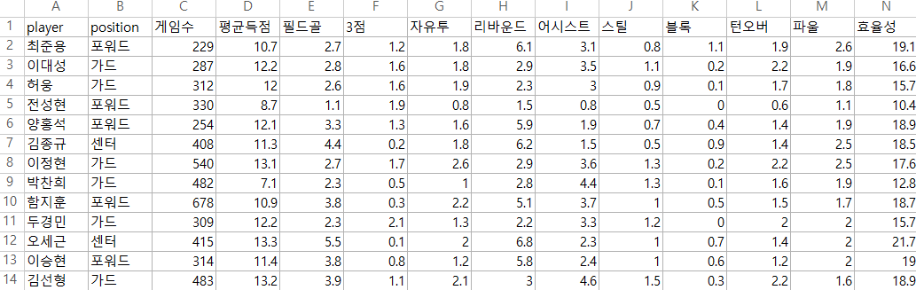 A B C D E F G H I J K L M N
1 player position 게임수 평균득점 필드골 3점 자유투 리바운드 어시스트 스틸 블록 턴오버 파울 효율성
2 최준용 포워드 229 10.7 2.7 1.2 1.8 6.1 3.1 0.8 1.1 1.9 2.6 19.1
3 이대성 가드 287 12.2 2.8 1.6 1.8 2.9 3.5 1.1 0.2 2.2 1.9 16.6
4 허웅 가드 312 12 2.6 1.6 1.9 2.3 3 0.9 0.1 1.7 1.8 15.7
5 전성현 포워드 330 8.7 1.1 1.9 0.8 1.5 0.8 0.5 0 0.6 1.1 10.4
6 양홍석 포워드 254 12.1 3.3 1.3 1.6 5.9 1.9 0.7 0.4 1.4 1.9 18.9
7 김종규 센터 408 11.3 4.4 0.2 1.8 6.2 1.5 0.5 0.9 1.4 2.5 18.5
8 이정현 가드 540 13.1 2.7 1.7 2.6 2.9 3.6 1.3 0.2 2.2 2.5 17.6
9 박찬희 가드 482 7.1 2.3 0.5 1 2.8 4.4 1.3 0.1 1.6 1.9 12.8
10 함지훈 포워드 678 10.9 3.8 0.3 2.2 5.1 3.7 1 0.5 1.5 1.7 18.7
11 두경민 가드 309 12.2 2.3 2.1 1.3 2.2 3.3 1.2 0 2 2 15.7
12 오세근 센터 415 13.3 5.5 0.1 2 6.8 2.3 1 0.7 1.4 2 21.7
13 이승현 포워드 314 11.4 3.8 0.8 1.2 5.8 2.4 1 0.6 1.2 2 19
14 김선형 가드 483 13.2 3.9 1.1 2.1 3 4.6 1.5 0.3 2.2 1.6 18.9